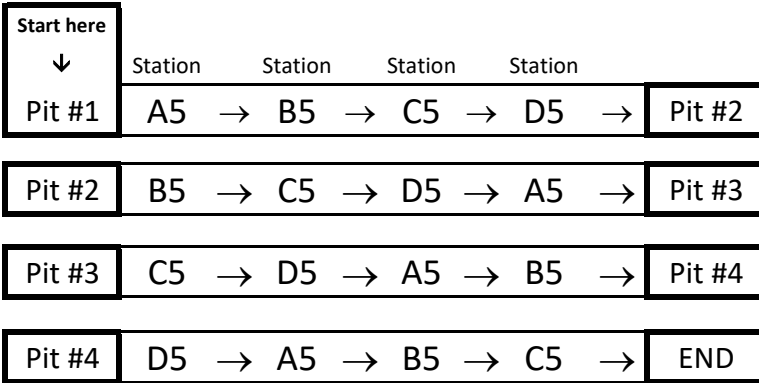 Start here
↓
Station Station Station Station
Pit #1 A5 → B5 → C5 → D5 → Pit #2
Pit #2 B5 → C5 → D5 → A5 → Pit #3
Pit #3 C5 → D5 → A5 → B5 → Pit #4
Pit #4 D5 → A5 → B5 → C5 → END